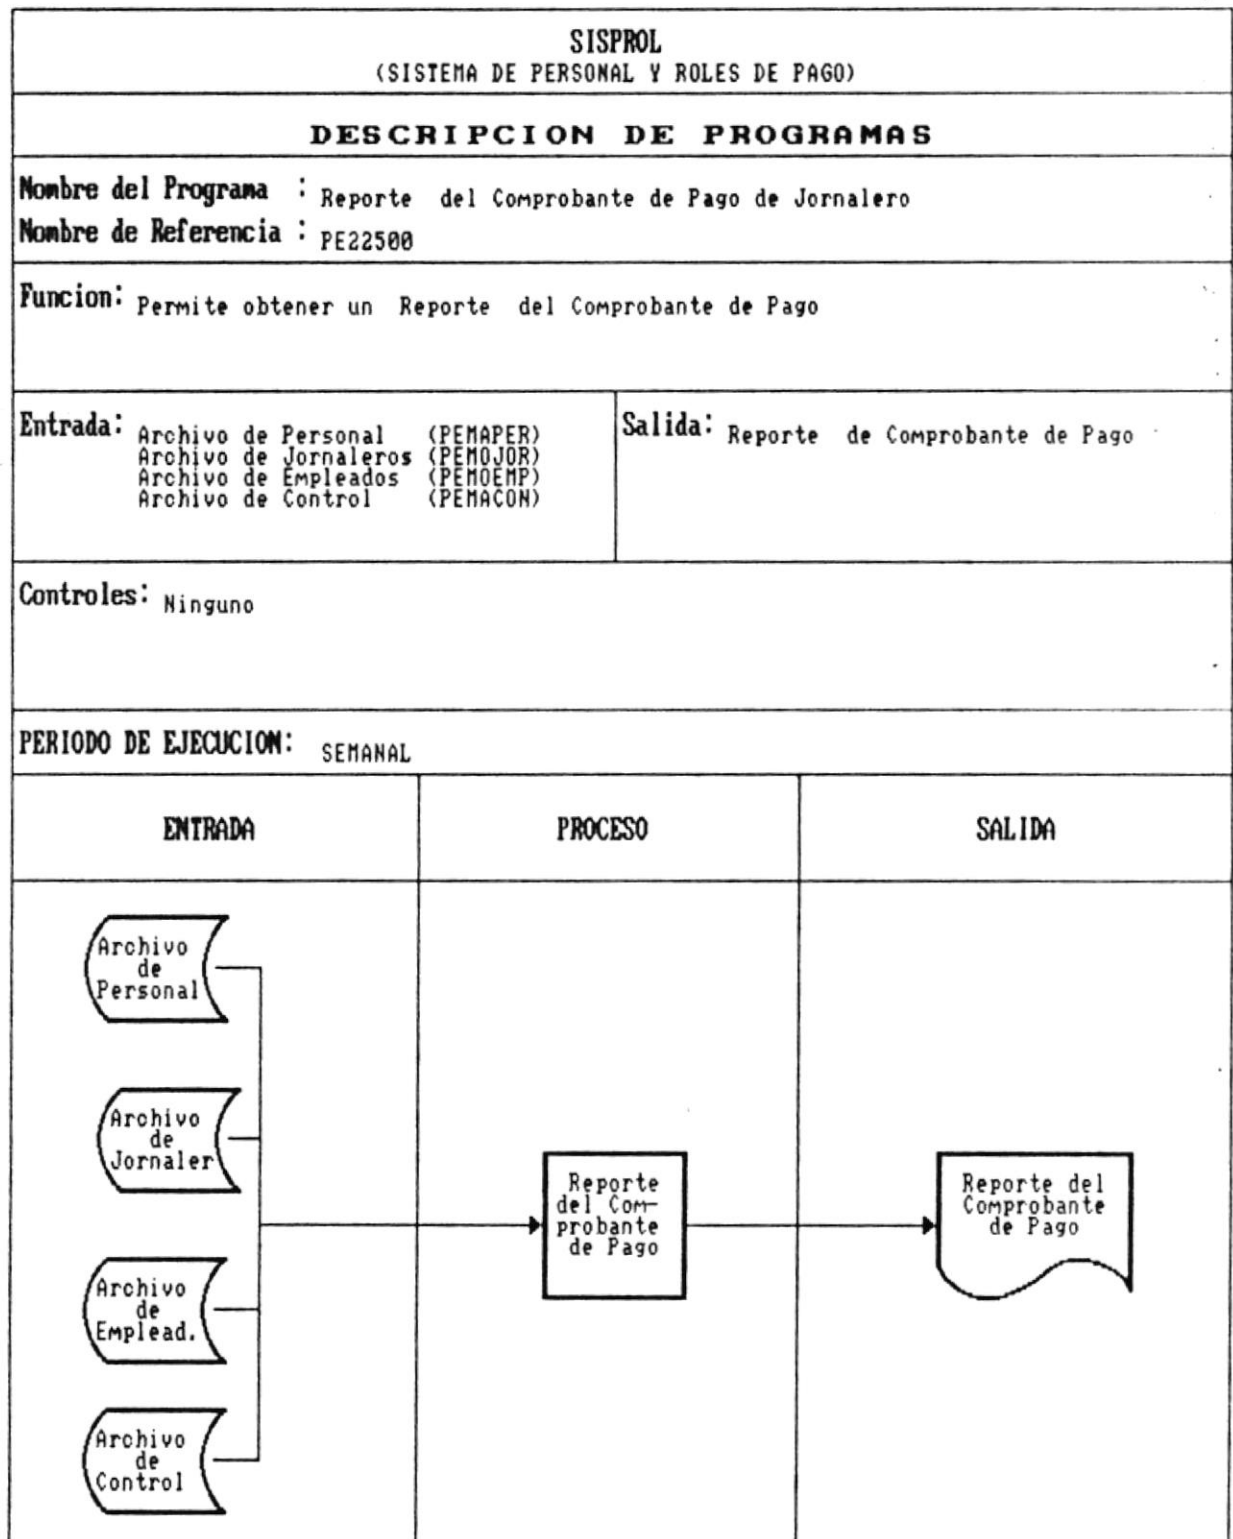 SISPROL
(SISTEMA DE PERSONAL Y ROLES DE PAGO)
DESCRIPCION DE PROGRAMAS
Nombre del Programa : Reporte del Comprobante de Pago de Jornalero
Nombre de Referencia : PE22500
Funcion: Permite obtener un Reporte del Comprobante de Pago
Entrada: Archivo de Personal (PEMAPER)
Archivo de Jornaleros (PEMOJOR)
Archivo de Empleados (PEMOEMP)
Archivo de Control (PEMACON)
Salida: Reporte de Comprobante de Pago
Controles: Ninguno
PERIODO DE EJECUCION: SEMANAL
ENTRADA
PROCESO
SALIDA
Archivo
de
Personal
Archivo
de
Jornaler
Archivo
de
Emplead.
Archivo
de
Control
Reporte
del Com-
probante
de Pago
Reporte del
Comprobante
de Pago